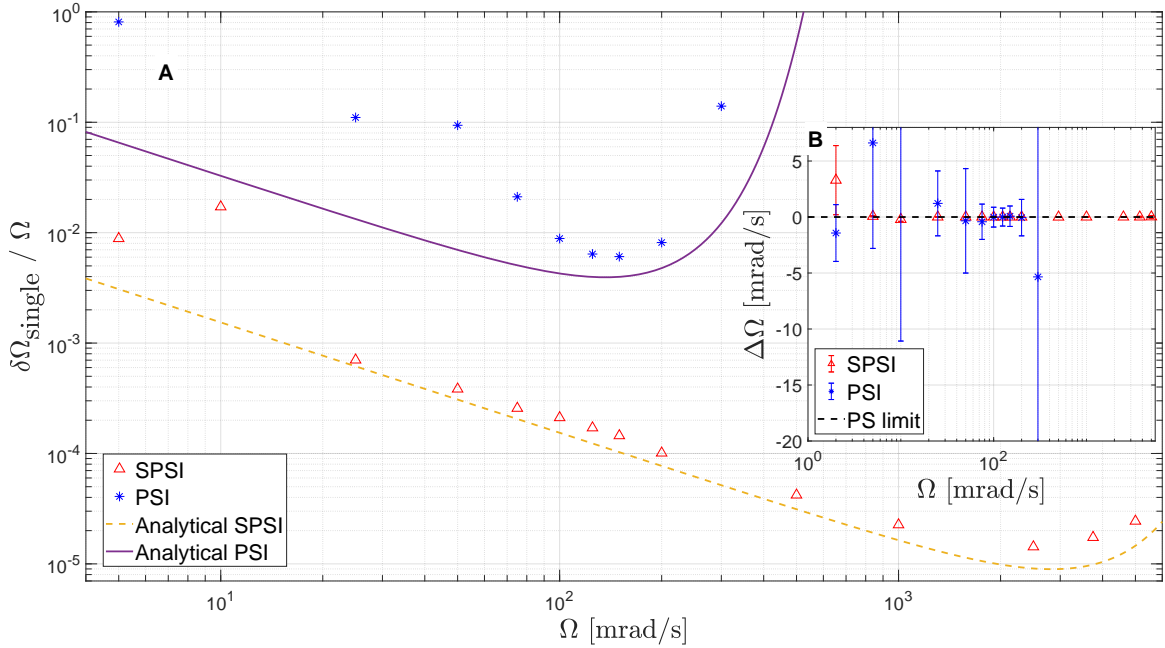 A
10^0
10^-1
10^-2
10^-3
10^-4
10^-5
δΩ_single / Ω
10^1
10^2
10^3
Ω [mrad/s]
SPSI
PSI
Analytical SPSI
Analytical PSI
B
5
0
-5
-10
-15
-20
ΔΩ [mrad/s]
SPSI
PSI
PS limit
10^0
10^2
Ω [mrad/s]